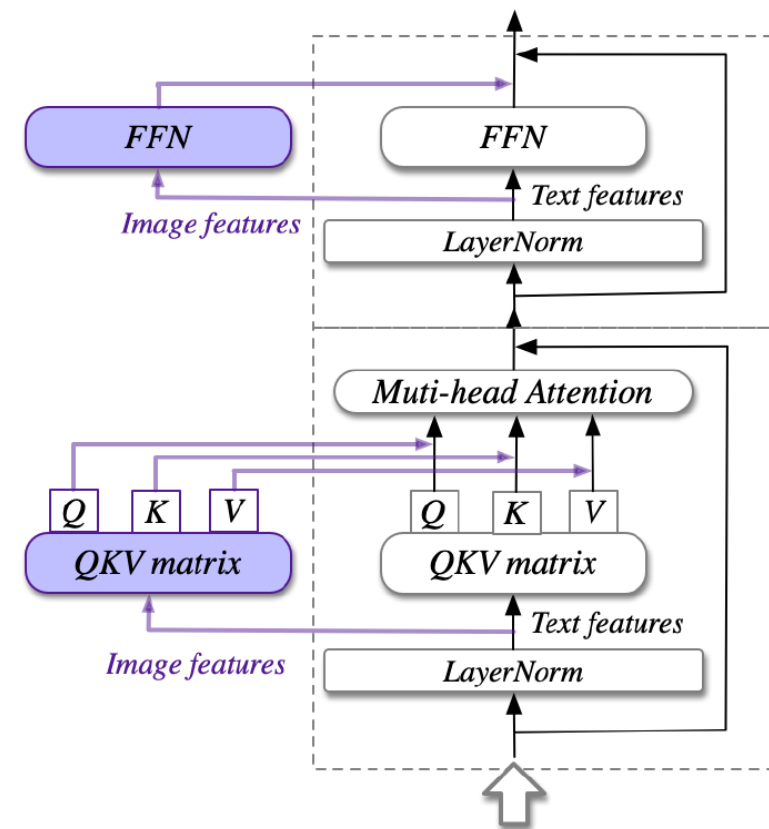 FFN
FFN
Text features
Image features
LayerNorm
Muti-head Attention
Q
K
V
Q
K
V
QKV matrix
QKV matrix
Text features
Image features
LayerNorm